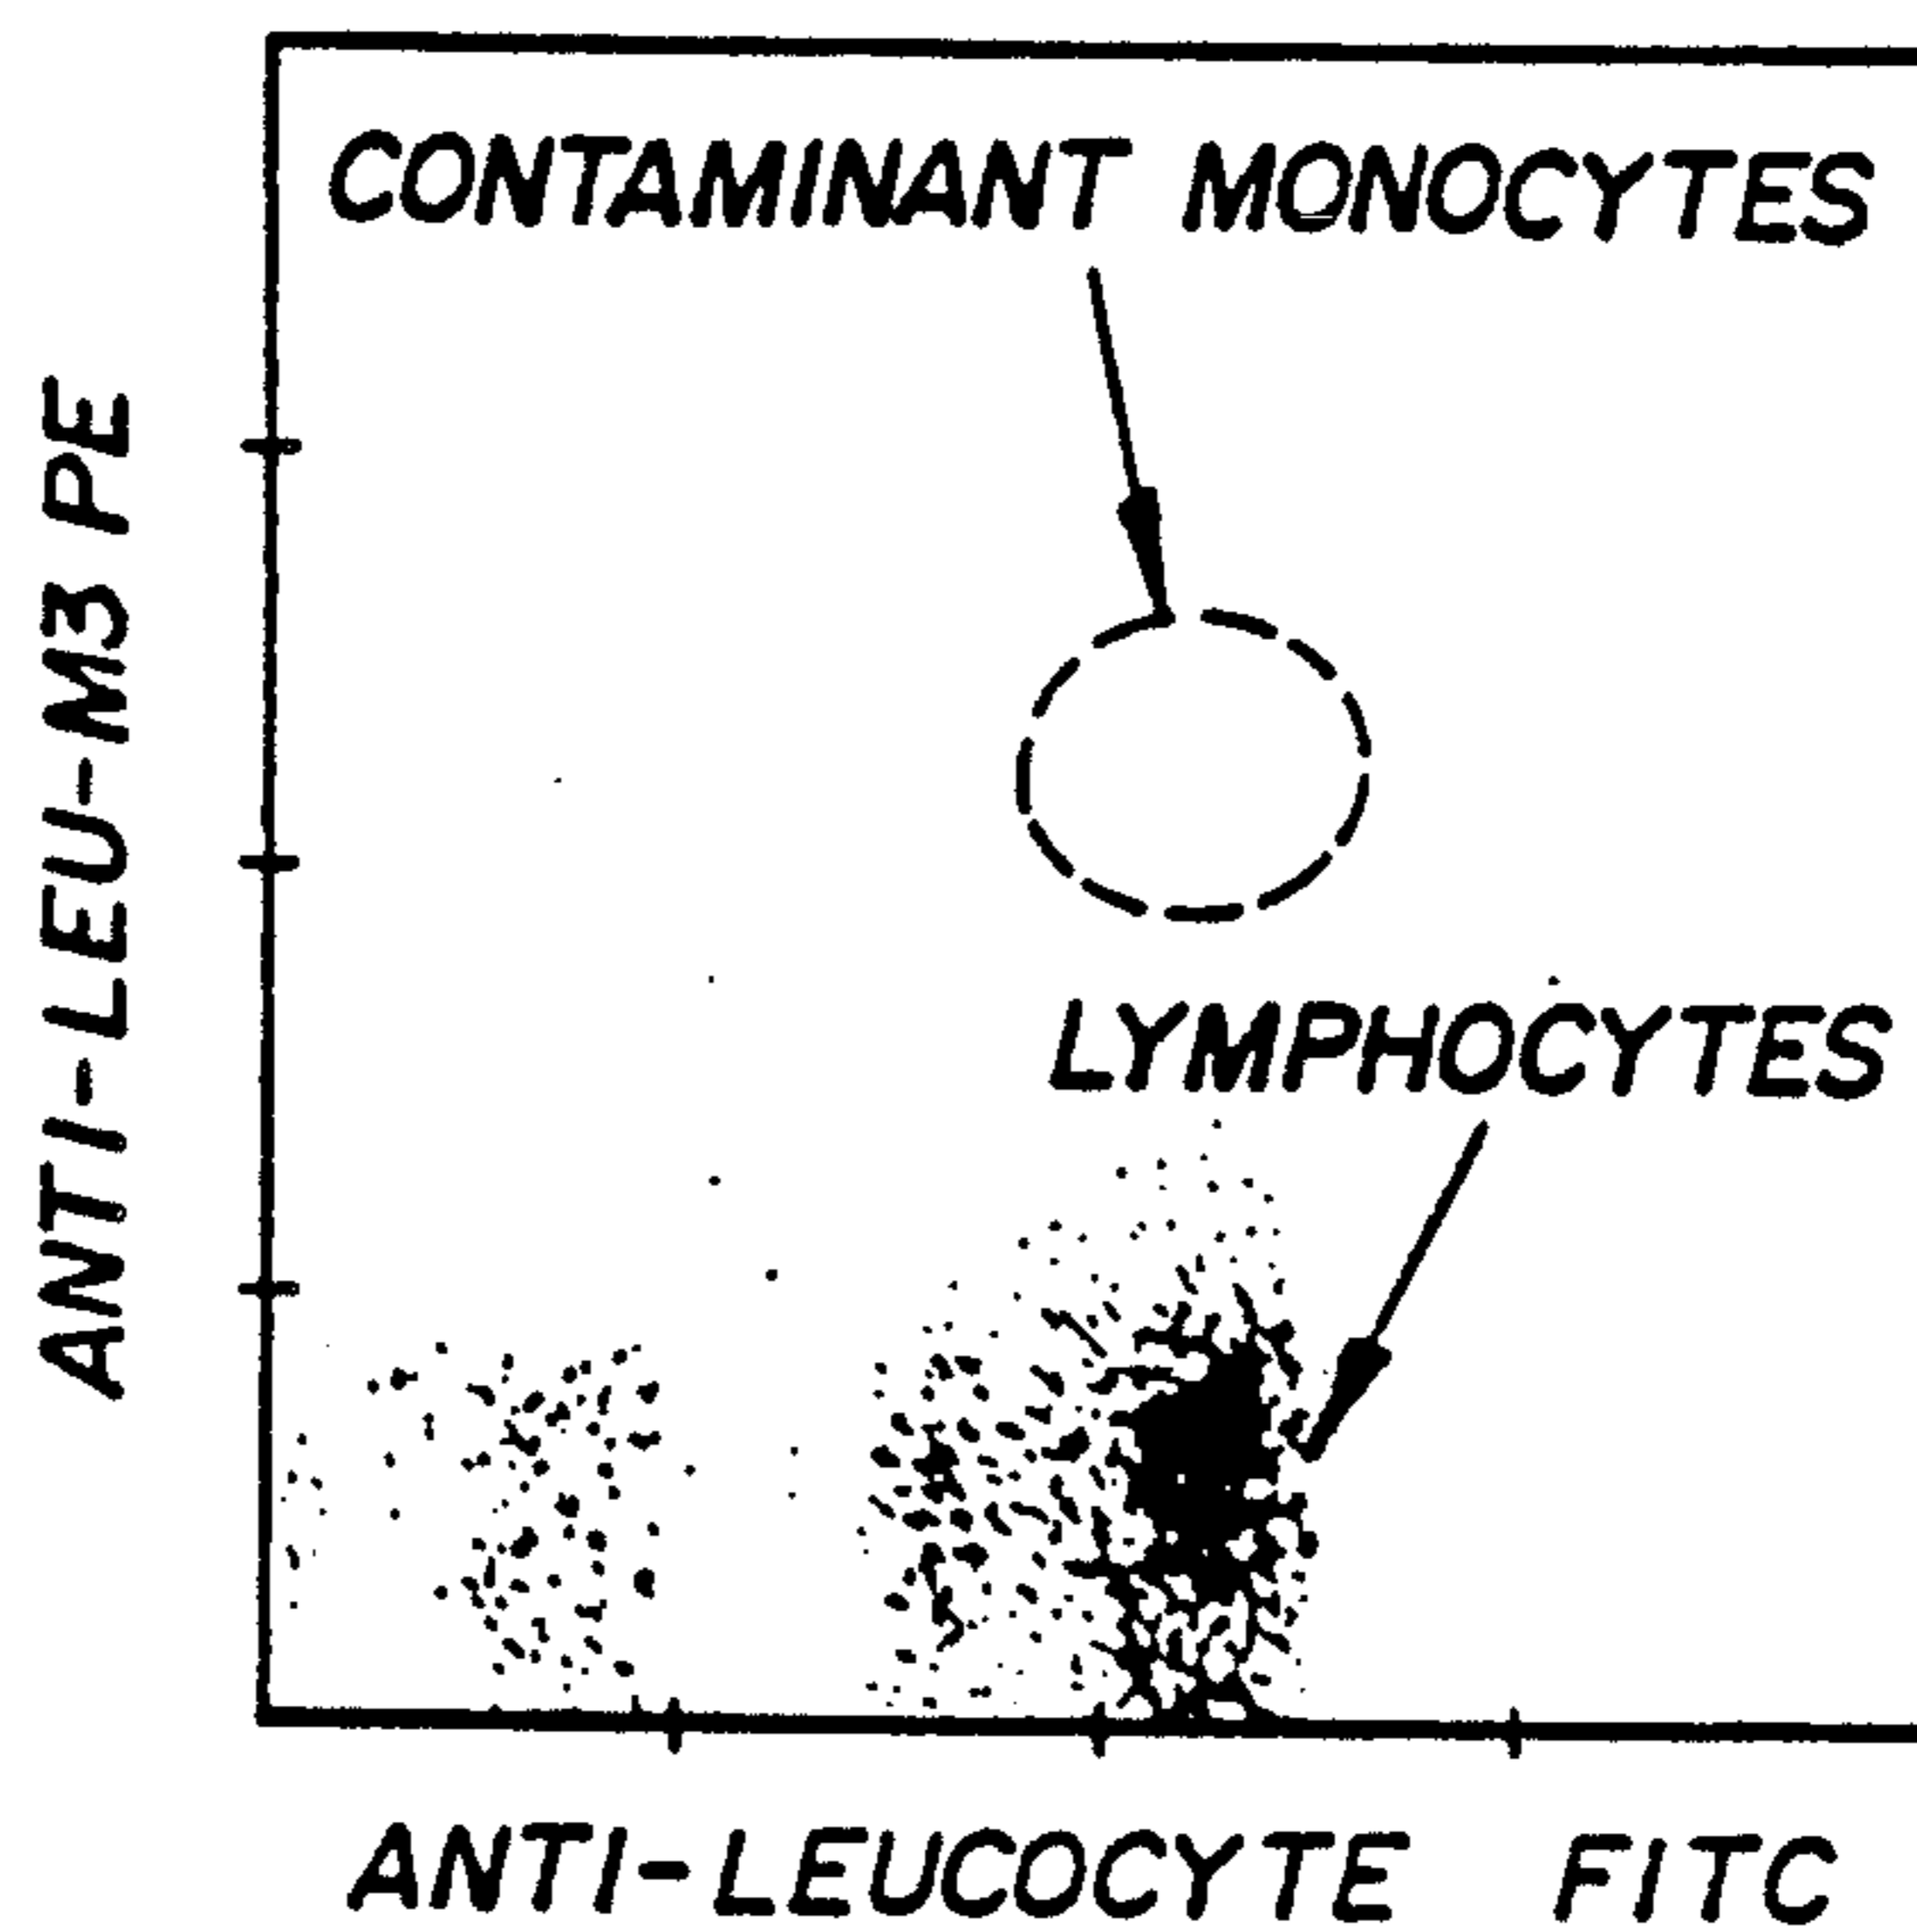 CONTAMINANT MONOCYTES
ANTI-LEU-M3 PE
LYMPHOCYTES
ANTI-LEUCOCYTE FITC